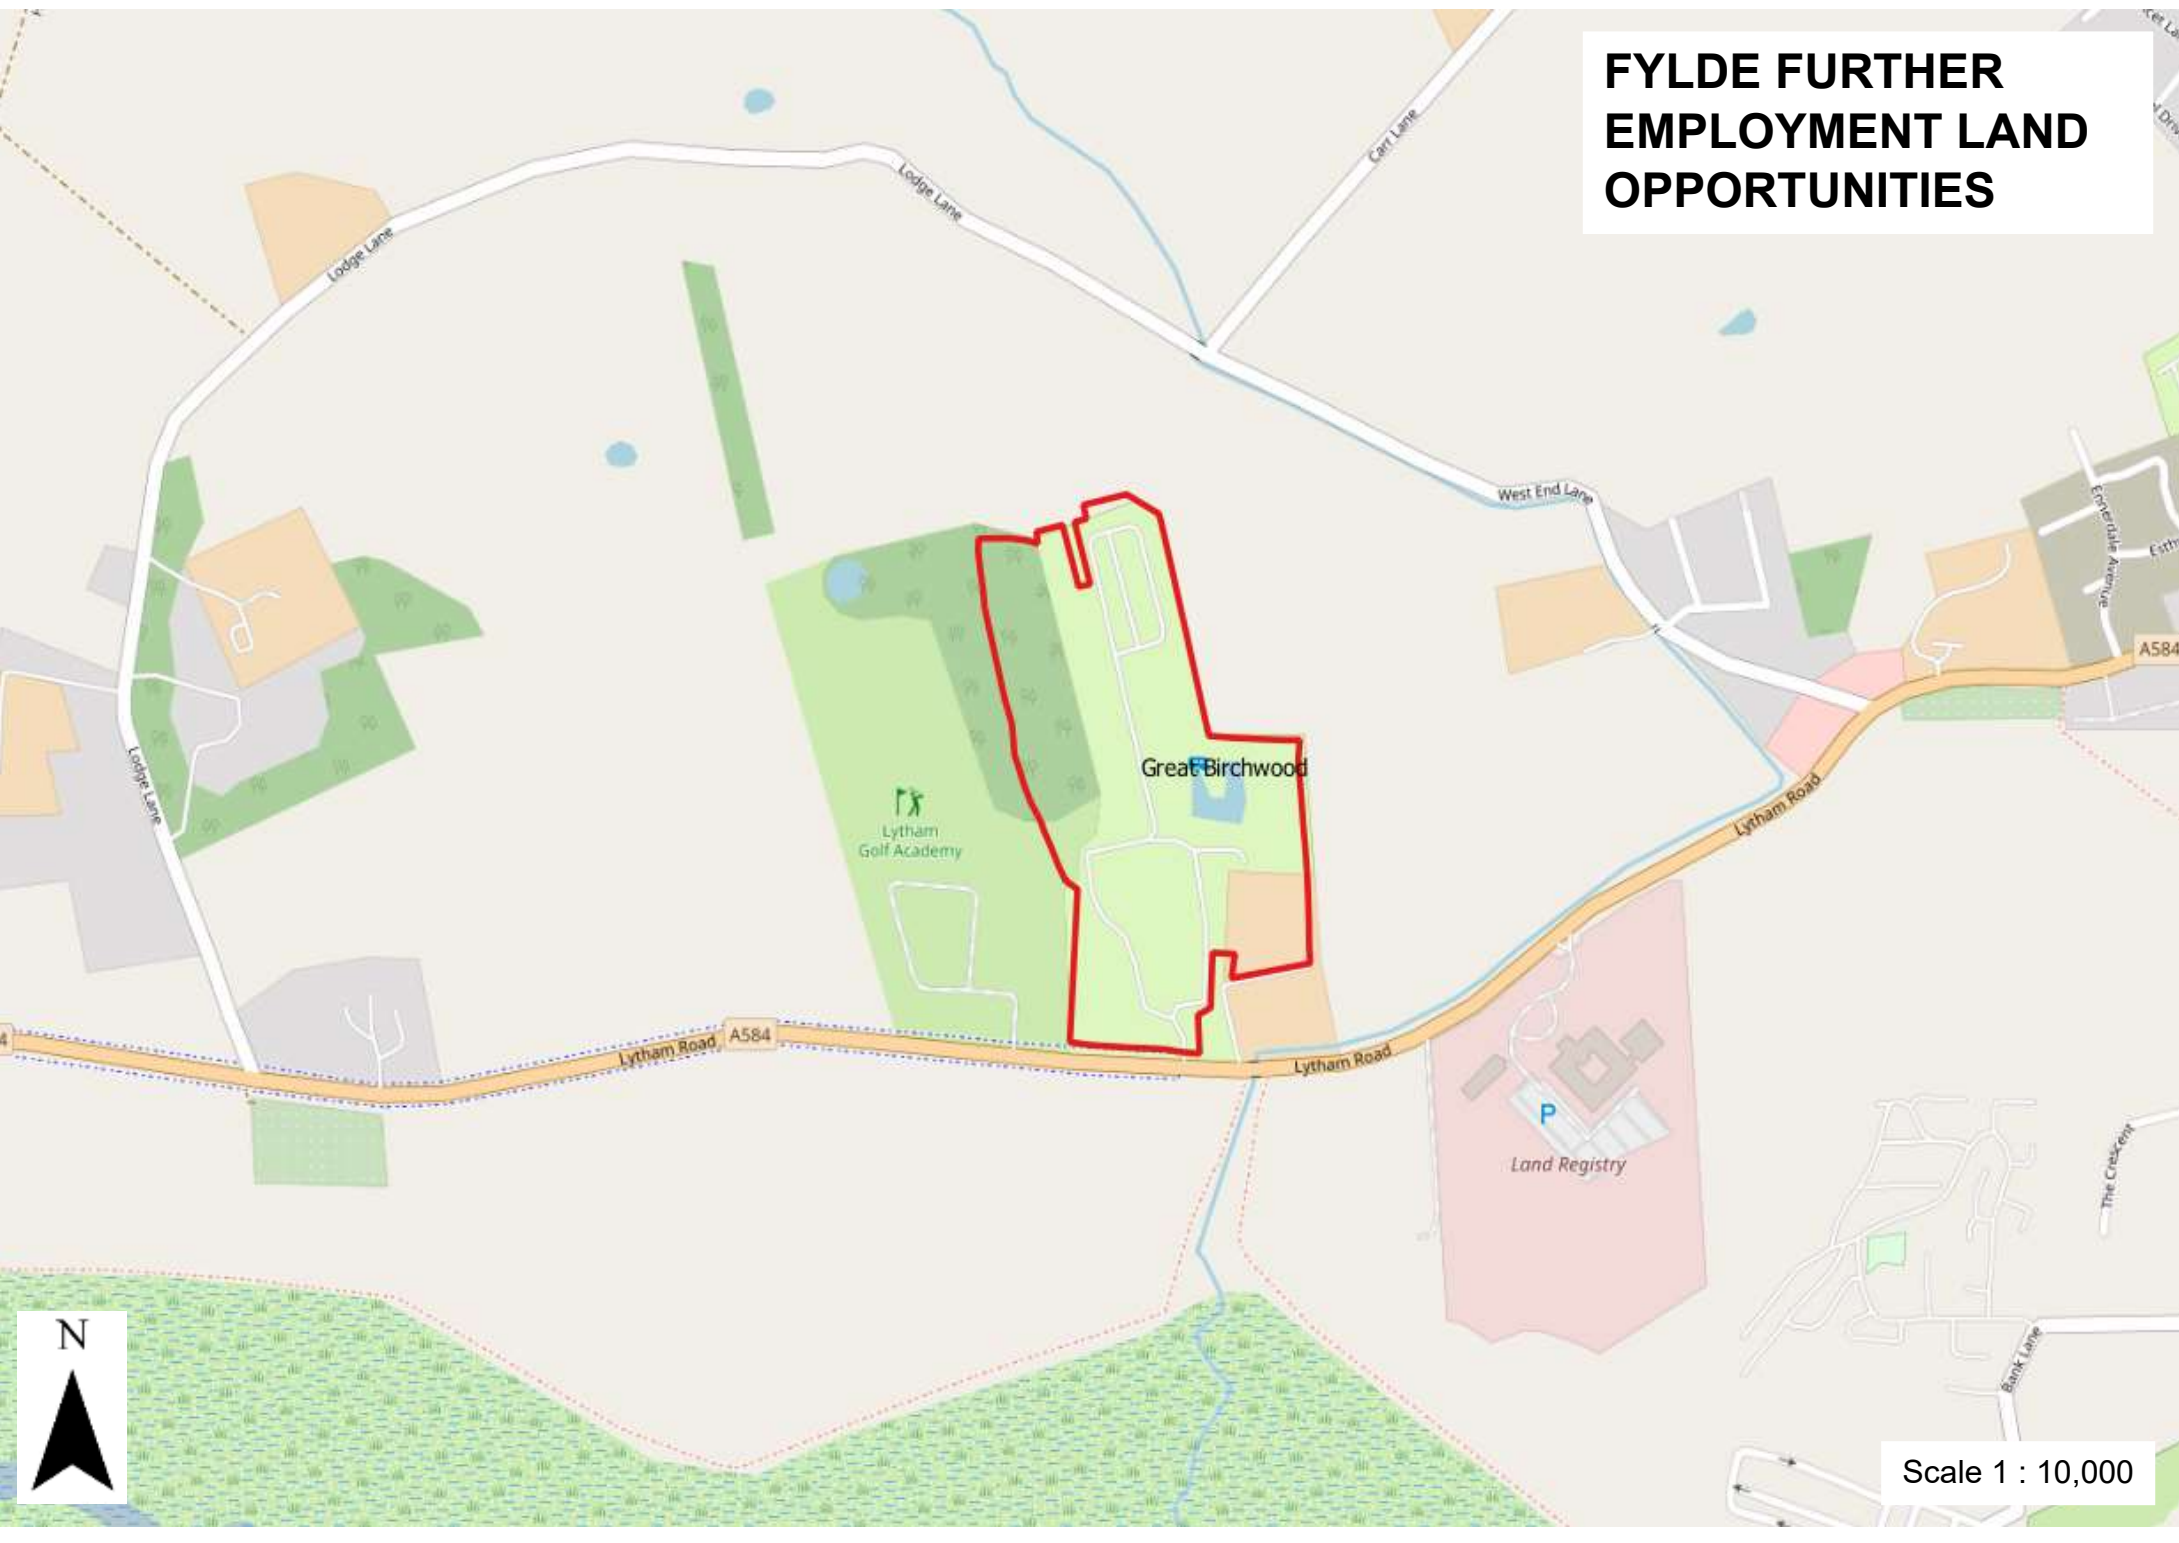 FYLDE FURTHER
EMPLOYMENT LAND
OPPORTUNITIES
Carr Lane
Lodge Lane
Lodge Lane
West End Lane
Ennerdale Avenue
A584
Great Birchwood
Lodge Lane
Lytham
Golf Academy
Lytham Road
4
Lytham Road
A584
Lytham Road
P
Land Registry
The Crescent
N
Bank Lane
Scale 1 : 10,000